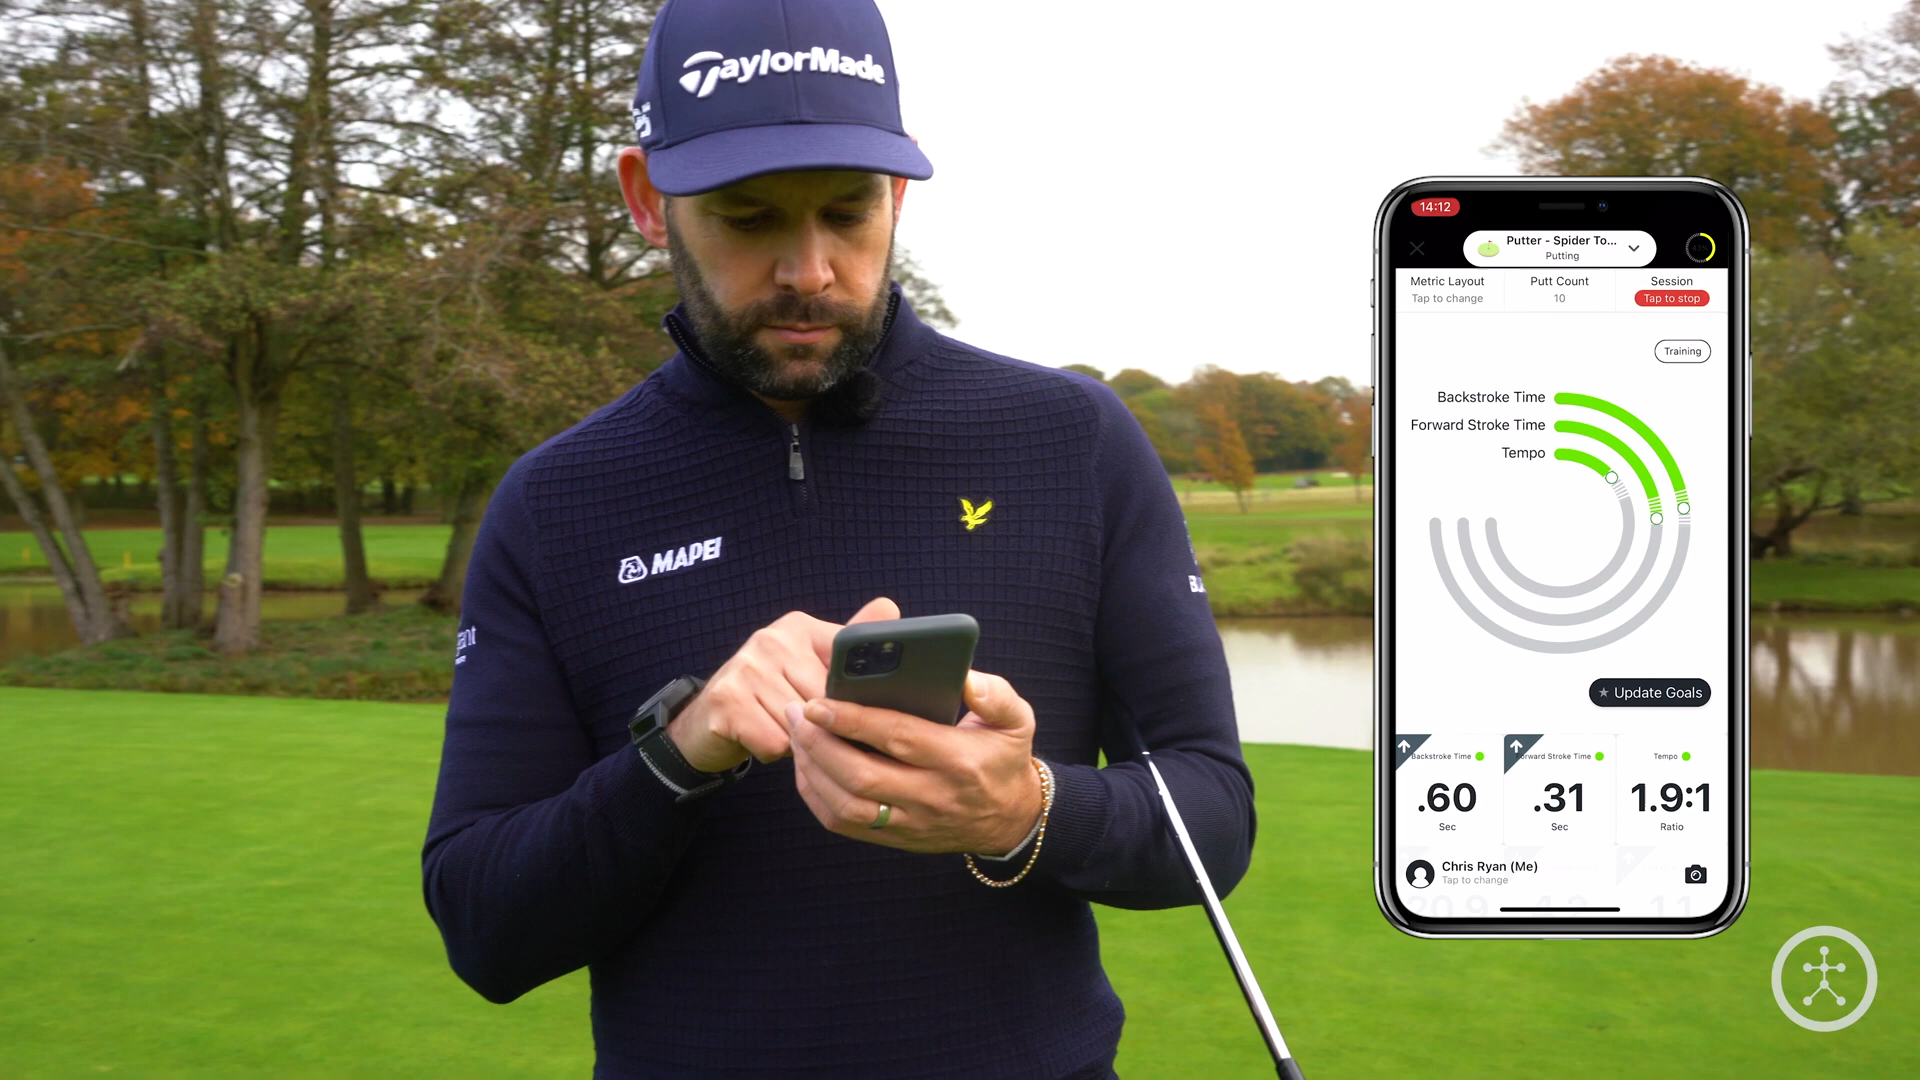 TaylorMade
MAPEI
14:12
Putter - Spider To...
Putting
Metric Layout
Tap to change
Putt Count
10
Session
Tap to stop
Training
Backstroke Time
Forward Stroke Time
Tempo
Update Goals
Backstroke Time
Forward Stroke Time
Tempo
.60
.31
1.9:1
Sec
Sec
Ratio
Chris Ryan (Me)
Tap to change